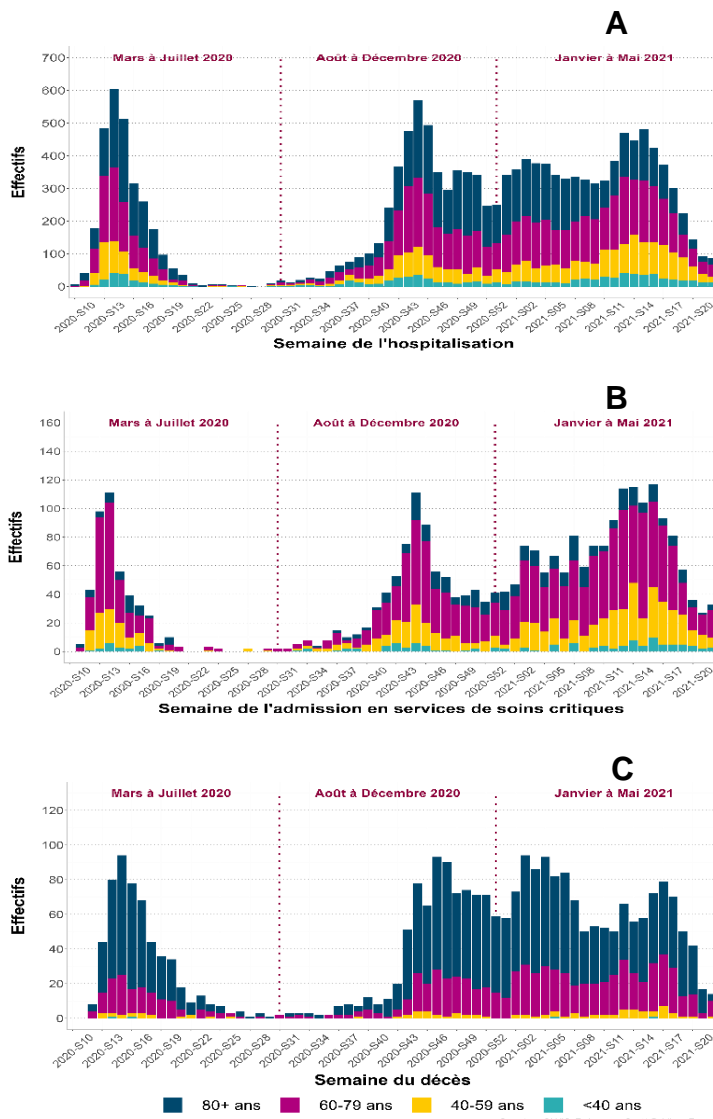 A
Mars à Juillet 2020 Août à Décembre 2020 Janvier à Mai 2021
700
600
500
400
300
200
100
0
Effectifs
2020-S10 2020-S13 2020-S16 2020-S19 2020-S22 2020-S25 2020-S28 2020-S31 2020-S34 2020-S37 2020-S40 2020-S43 2020-S46 2020-S49 2020-S52 2021-S02 2021-S05 2021-S08 2021-S11 2021-S14 2021-S17 2021-S20
Semaine de l'hospitalisation
B
Mars à Juillet 2020 Août à Décembre 2020 Janvier à Mai 2021
160
140
120
100
80
60
40
20
0
Effectifs
2020-S10 2020-S13 2020-S16 2020-S19 2020-S22 2020-S25 2020-S28 2020-S31 2020-S34 2020-S37 2020-S40 2020-S43 2020-S46 2020-S49 2020-S52 2021-S02 2021-S05 2021-S08 2021-S11 2021-S14 2021-S17 2021-S20
Semaine de l'admission en services de soins critiques
C
Mars à Juillet 2020 Août à Décembre 2020 Janvier à Mai 2021
120
100
80
60
40
20
0
Effectifs
2020-S10 2020-S13 2020-S16 2020-S19 2020-S22 2020-S25 2020-S28 2020-S31 2020-S34 2020-S37 2020-S40 2020-S43 2020-S46 2020-S49 2020-S52 2021-S02 2021-S05 2021-S08 2021-S11 2021-S14 2021-S17 2021-S20
Semaine du décès
80+ ans 60-79 ans 40-59 ans <40 ans